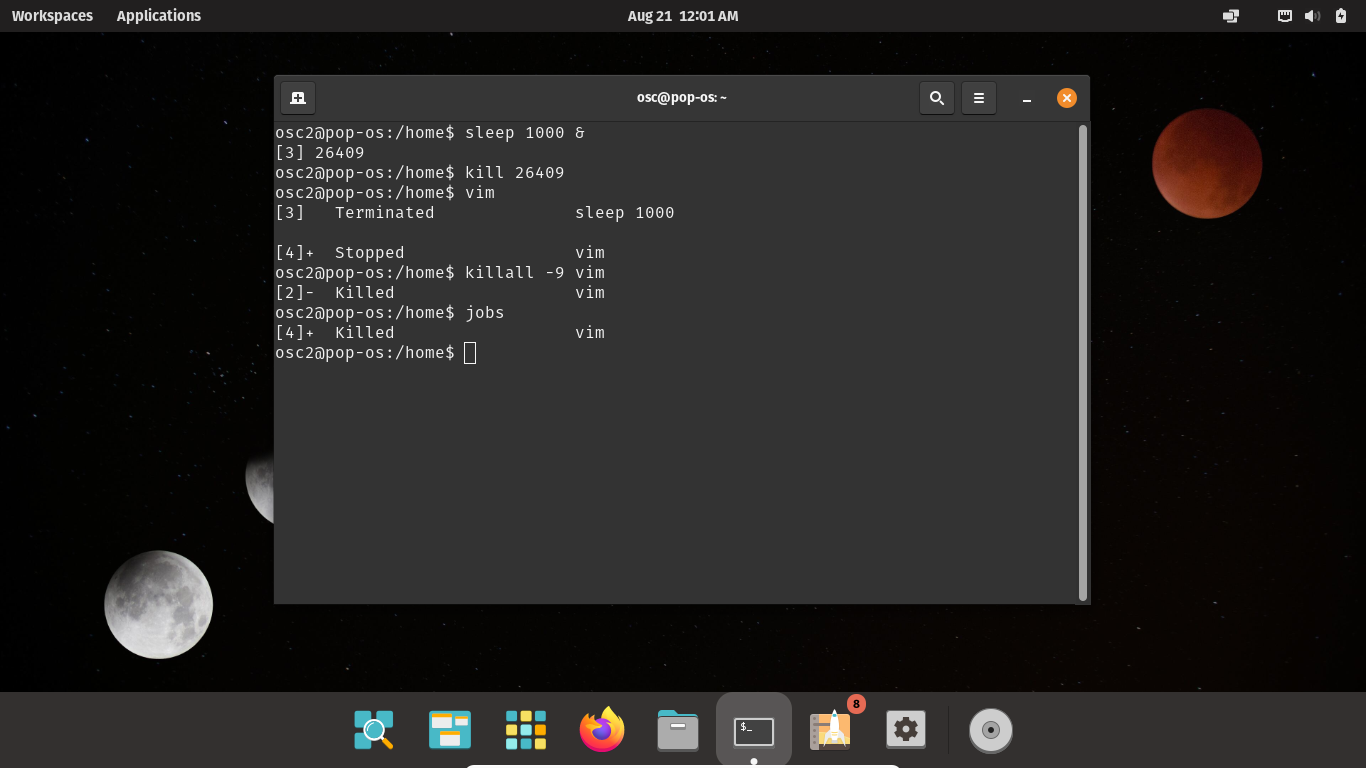 Workspaces Applications Aug 21 12:01 AM
osc@pop-os: ~
osc2@pop-os:/home$ sleep 1000 &
[3] 26409
osc2@pop-os:/home$ kill 26409
osc2@pop-os:/home$ vim
[3]   Terminated              sleep 1000
[4]+  Stopped                 vim
osc2@pop-os:/home$ killall -9 vim
[2]-  Killed                  vim
osc2@pop-os:/home$ jobs
[4]+  Killed                  vim
osc2@pop-os:/home$
$_
8